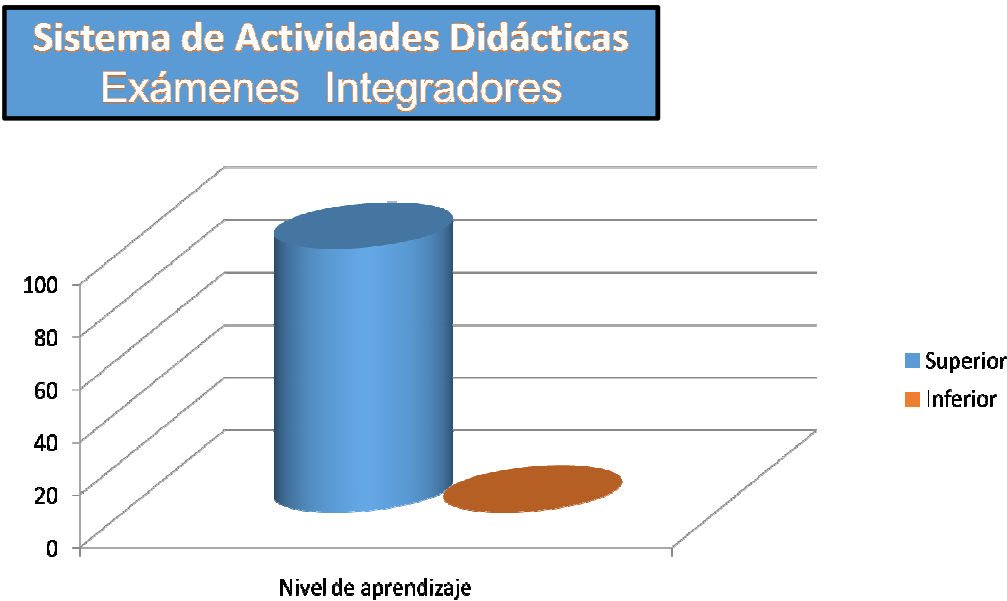 Sistema de Actividades Didácticas
Exámenes Integradores
100
80
60
40
20
0
Superior
Inferior
Nivel de aprendizaje